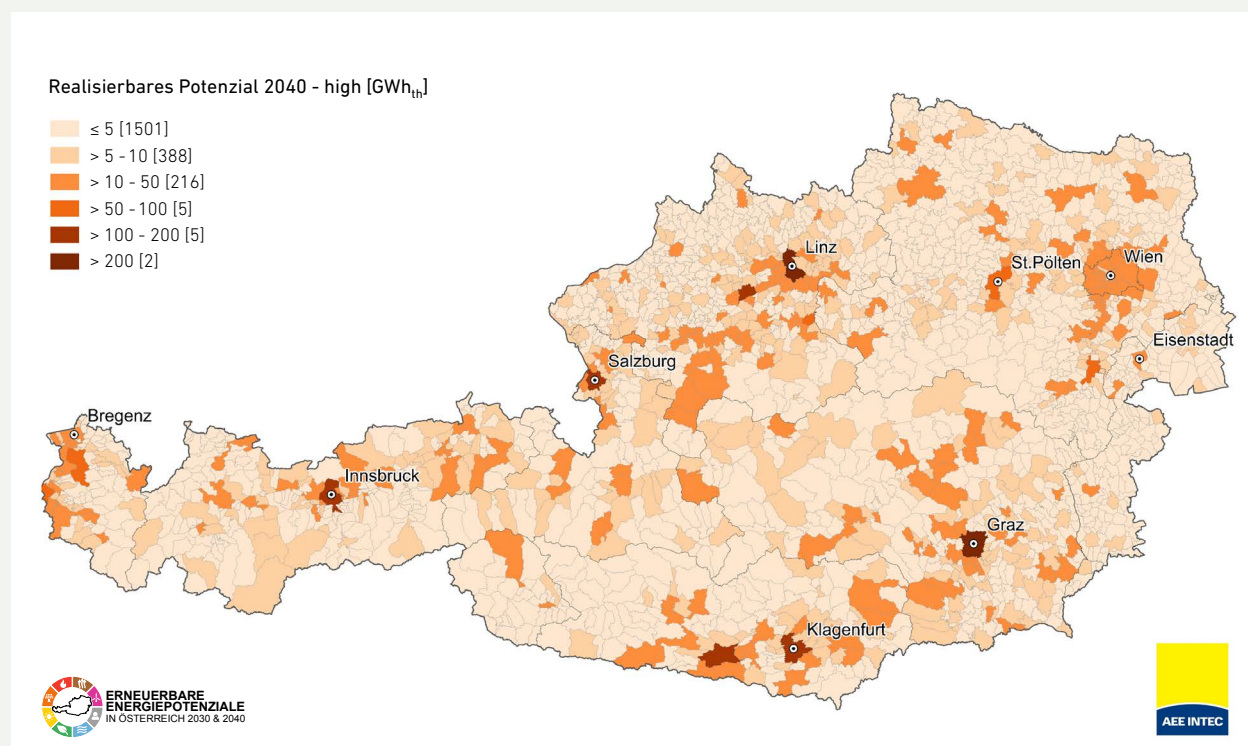 Realisierbares Potenzial 2040 - high [GWhth]
≤ 5 [1501]
> 5 - 10 [388]
> 10 - 50 [216]
> 50 - 100 [5]
> 100 - 200 [5]
> 200 [2]
Linz
St.Pölten
Wien
Eisenstadt
Salzburg
Bregenz
Innsbruck
Graz
Klagenfurt
ERNEUERBARE
ENERGIEPOTENZIALE
IN ÖSTERREICH 2030 & 2040
AEE INTEC